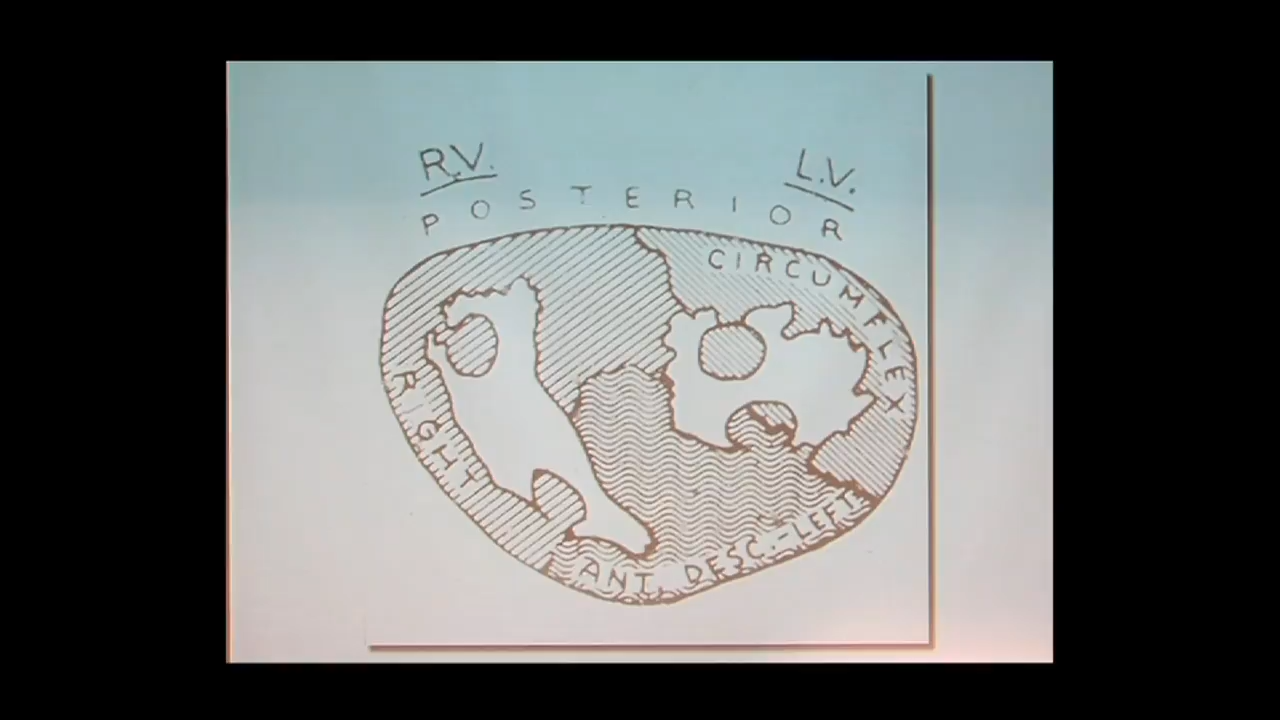 R.V.
L.V.
POSTERIOR
CIRCUMFLEX
RIGHT
ANT. DESC.-LEFT